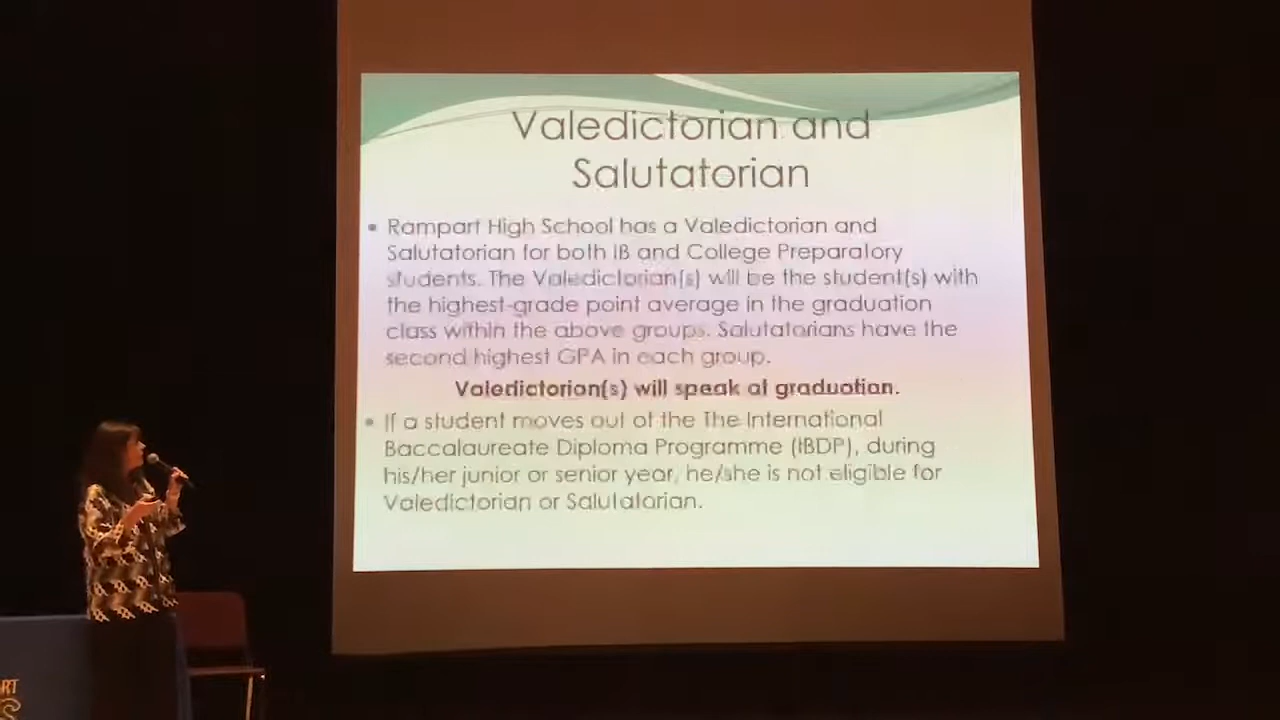 Valedictorian and
Salutatorian
• Rampart High School has a Valedictorian and
Salutatorian for both IB and College Preparatory
students. The Valedictorian(s) will be the student(s) with
the highest-grade point average in the graduation
class within the above groups. Salutatorians have the
second highest GPA in each group.
Valedictorian(s) will speak at graduation.
• If a student moves out of the The International
Baccalaureate Diploma Programme (IBDP), during
his/her junior or senior year, he/she is not eligible for
Valedictorian or Salutatorian.
RT